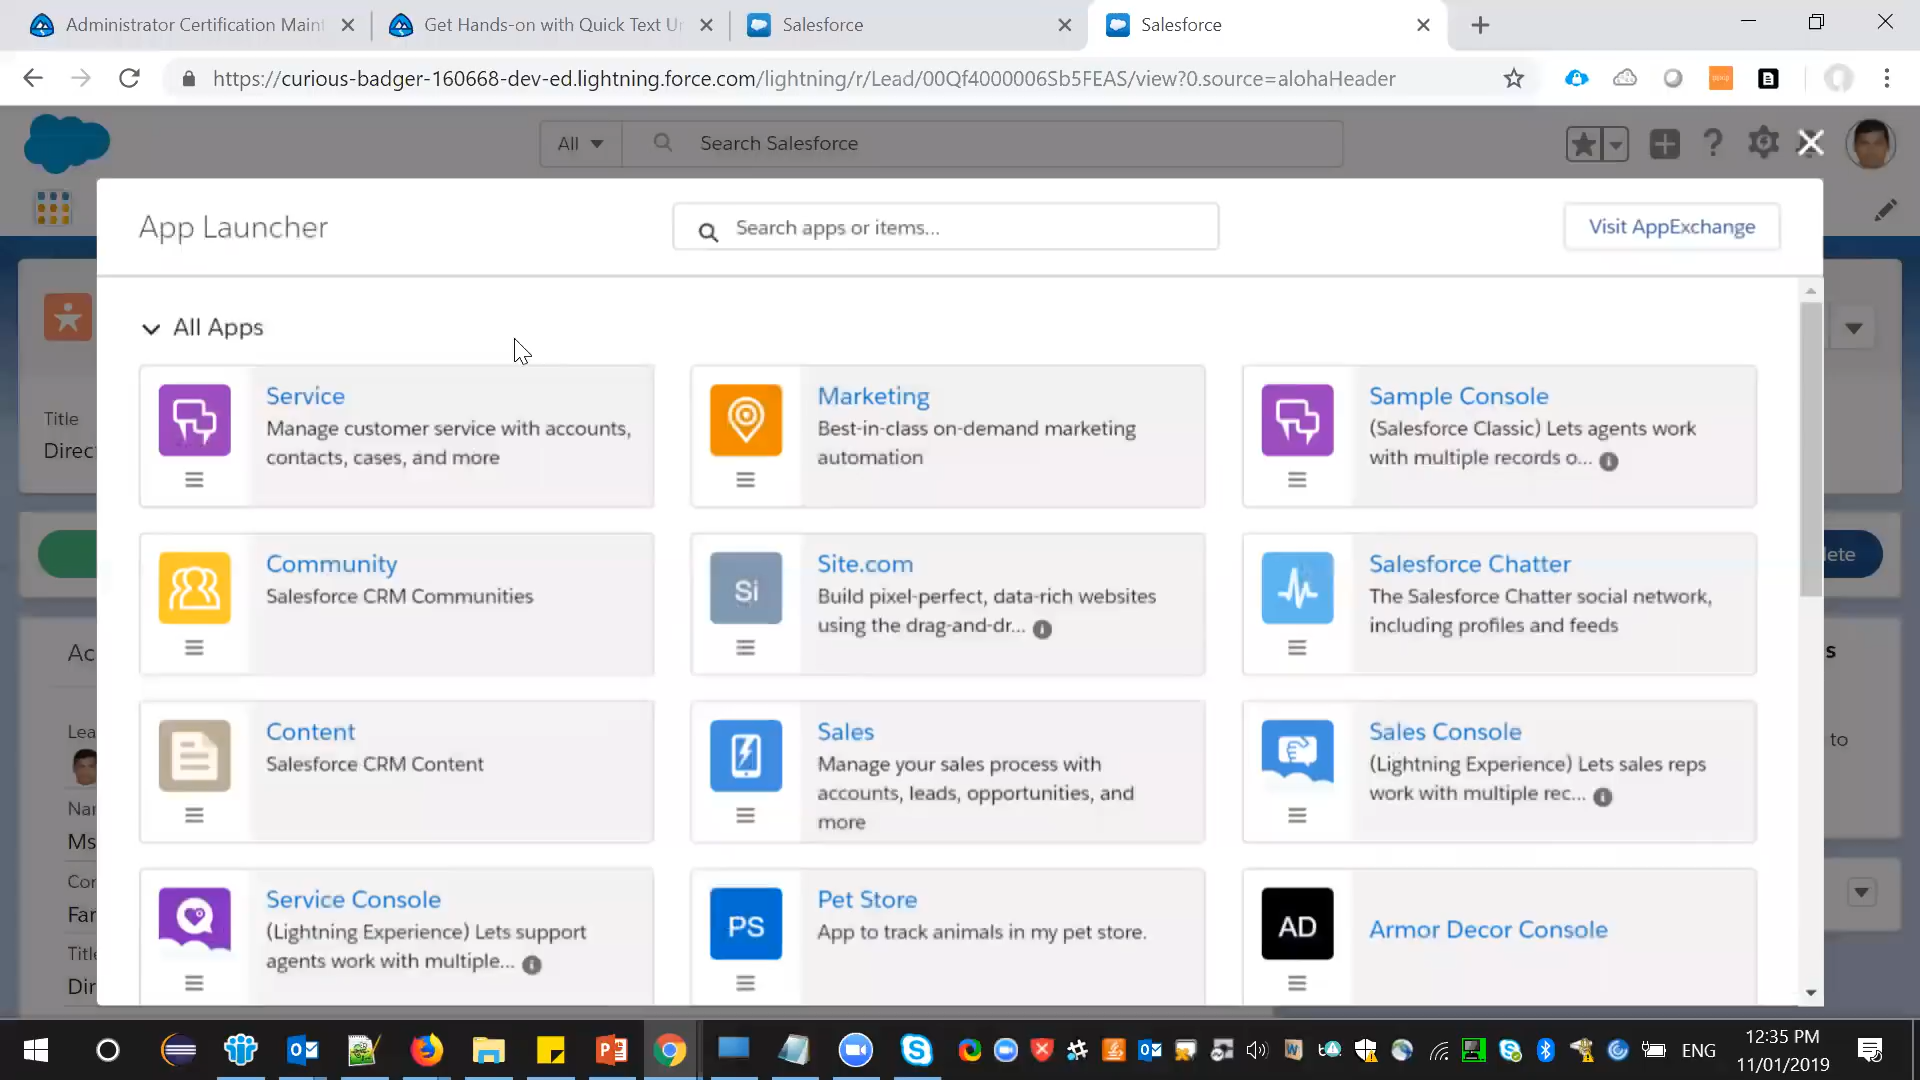 Administrator Certification Maint
Get Hands-on with Quick Text Un
Salesforce
Salesforce
https://curious-badger-160668-dev-ed.lightning.force.com/lightning/r/Lead/00Qf4000006Sb5FEAS/view?0.source=alohaHeader
All
Search Salesforce
App Launcher
Search apps or items...
Visit AppExchange
All Apps
Service
Manage customer service with accounts,
contacts, cases, and more
Marketing
Best-in-class on-demand marketing
automation
Sample Console
(Salesforce Classic) Lets agents work
with multiple records o...
Community
Salesforce CRM Communities
Si
Site.com
Build pixel-perfect, data-rich websites
using the drag-and-dr...
Salesforce Chatter
The Salesforce Chatter social network,
including profiles and feeds
Content
Salesforce CRM Content
Sales
Manage your sales process with
accounts, leads, opportunities, and
more
Sales Console
(Lightning Experience) Lets sales reps
work with multiple rec...
Service Console
(Lightning Experience) Lets support
agents work with multiple...
PS
Pet Store
App to track animals in my pet store.
AD
Armor Decor Console
Title
Direc
Ac
Lea
Nar
Ms
Cor
Far
Title
Dir
lete
s
to
ENG
12:35 PM
11/01/2019